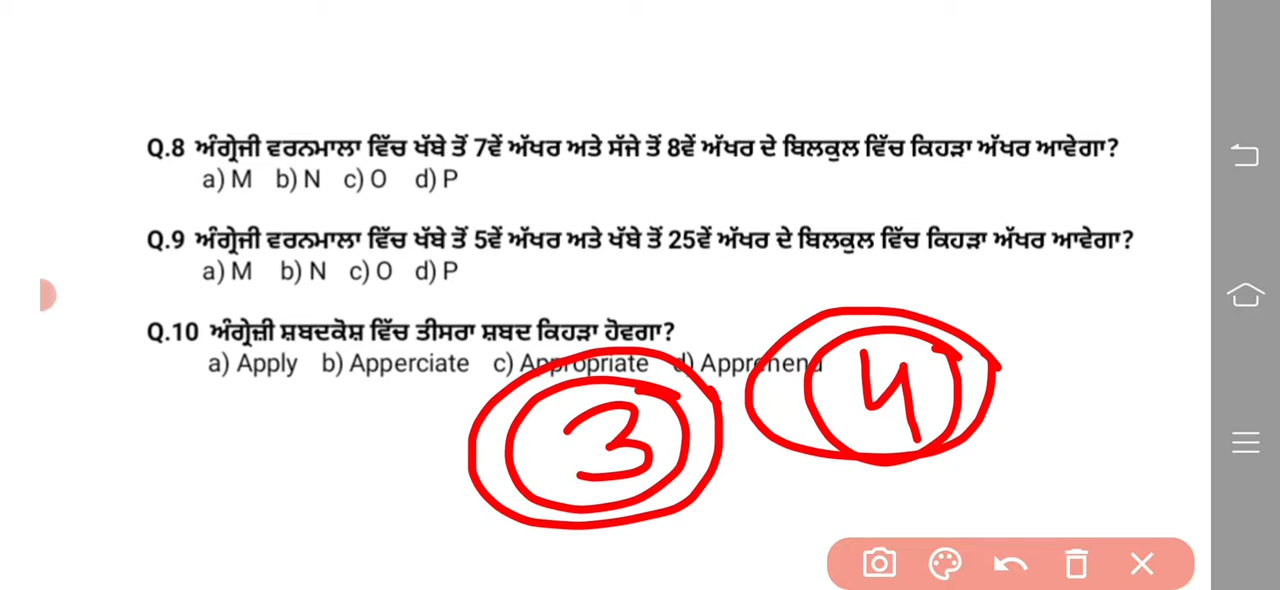 Q.8 ਅੰਗ੍ਰੇਜੀ ਵਰਨਮਾਲਾ ਵਿੱਚ ਖੱਬੇ ਤੋਂ 7ਵੇਂ ਅੱਖਰ ਅਤੇ ਸੱਜੇ ਤੋਂ 8ਵੇਂ ਅੱਖਰ ਦੇ ਬਿਲਕੁਲ ਵਿੱਚ ਕਿਹੜਾ ਅੱਖਰ ਆਵੇਗਾ?
a) M b) N c) O d) P
Q.9 ਅੰਗ੍ਰੇਜੀ ਵਰਨਮਾਲਾ ਵਿੱਚ ਖੱਬੇ ਤੋਂ 5ਵੇਂ ਅੱਖਰ ਅਤੇ ਖੱਬੇ ਤੋਂ 25ਵੇਂ ਅੱਖਰ ਦੇ ਬਿਲਕੁਲ ਵਿੱਚ ਕਿਹੜਾ ਅੱਖਰ ਆਵੇਗਾ?
a) M b) N c) O d) P
Q.10 ਅੰਗ੍ਰੇਜ਼ੀ ਸ਼ਬਦਕੋਸ਼ ਵਿੱਚ ਤੀਸਰਾ ਸ਼ਬਦ ਕਿਹੜਾ ਹੋਵਗਾ?
a) Apply b) Apperciate c) Appropriate d) Apprehend
3 4